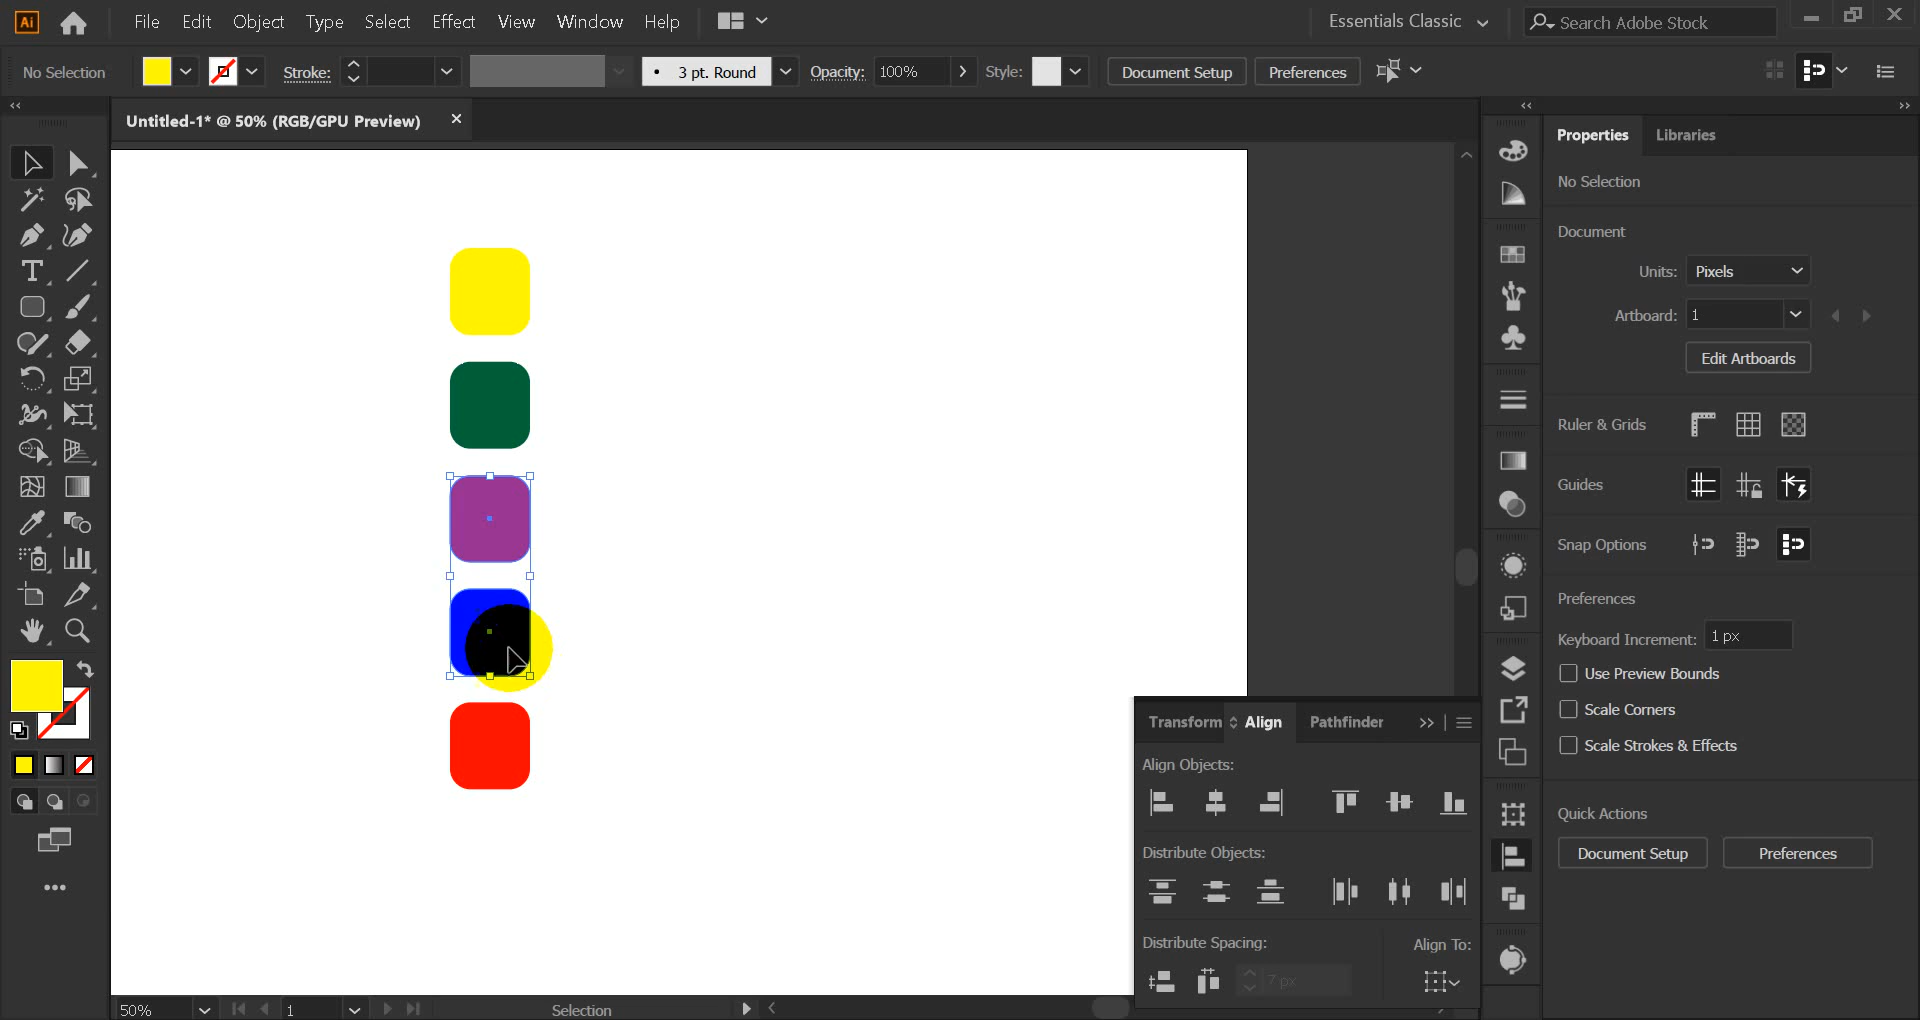 Ai File Edit Object Type Select Effect View Window Help Essentials Classic Search Adobe Stock
No Selection Stroke: 3 pt. Round Opacity: 100% Style: Document Setup Preferences
Untitled-1* @ 50% (RGB/GPU Preview)
Properties Libraries
No Selection
Document
Units: Pixels
Artboard: 1
Edit Artboards
Ruler & Grids
Guides
Snap Options
Preferences
Keyboard Increment: 1 px
Use Preview Bounds
Scale Corners
Scale Strokes & Effects
Quick Actions
Document Setup Preferences
Transform Align Pathfinder
Align Objects:
Distribute Objects:
Distribute Spacing: Align To:
7 px
50% 1 Selection